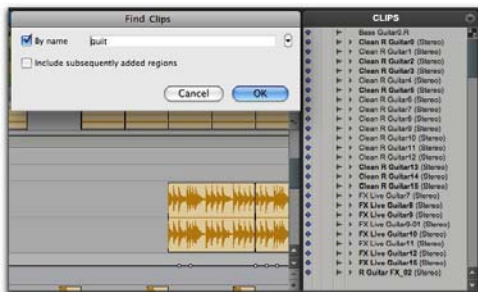 Find Clips
By name
guit
Include subsequently added regions
Cancel
OK
CLIPS
Bass Guitar0.R
Clean R Guitar0 (Stereo)
Clean R Guitar1 (Stereo)
Clean R Guitar2 (Stereo)
Clean R Guitar3 (Stereo)
Clean R Guitar4 (Stereo)
Clean R Guitar5 (Stereo)
Clean R Guitar6 (Stereo)
Clean R Guitar7 (Stereo)
Clean R Guitar8 (Stereo)
Clean R Guitar9 (Stereo)
Clean R Guitar10 (Stereo)
Clean R Guitar11 (Stereo)
Clean R Guitar12 (Stereo)
Clean R Guitar13 (Stereo)
Clean R Guitar14 (Stereo)
Clean R Guitar15 (Stereo)
FX Live Guitar7 (Stereo)
FX Live Guitar8 (Stereo)
FX Live Guitar9 (Stereo)
FX Live Guitar9-01 (Stereo)
FX Live Guitar10 (Stereo)
FX Live Guitar11 (Stereo)
FX Live Guitar12 (Stereo)
FX Live Guitar15 (Stereo)
R Guitar FX_02 (Stereo)